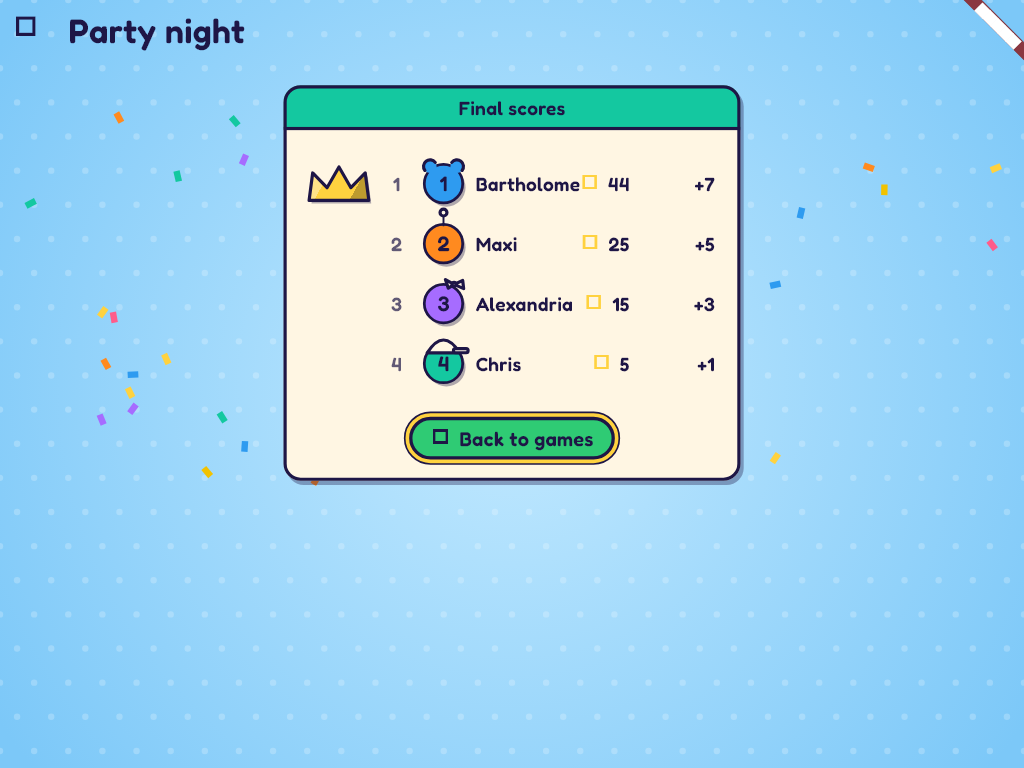 Party night
Final scores
1 1 Bartholome 44 +7
2 2 Maxi 25 +5
3 3 Alexandria 15 +3
4 4 Chris 5 +1
Back to games